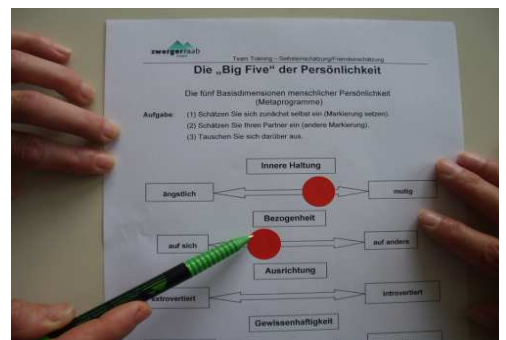 zwergerraab
Team Training – Selbsteinschätzung/Fremdeinschätzung
Die „Big Five“ der Persönlichkeit
Die fünf Basisdimensionen menschlicher Persönlichkeit
(Metaprogramme)
Aufgabe: (1) Schätzen Sie sich zunächst selbst ein (Markierung setzen).
(2) Schätzen Sie Ihren Partner ein (andere Markierung).
(3) Tauschen Sie sich darüber aus.
Innere Haltung
ängstlich mutig
Bezogenheit
auf sich auf andere
Ausrichtung
extrovertiert introvertiert
Gewissenhaftigkeit